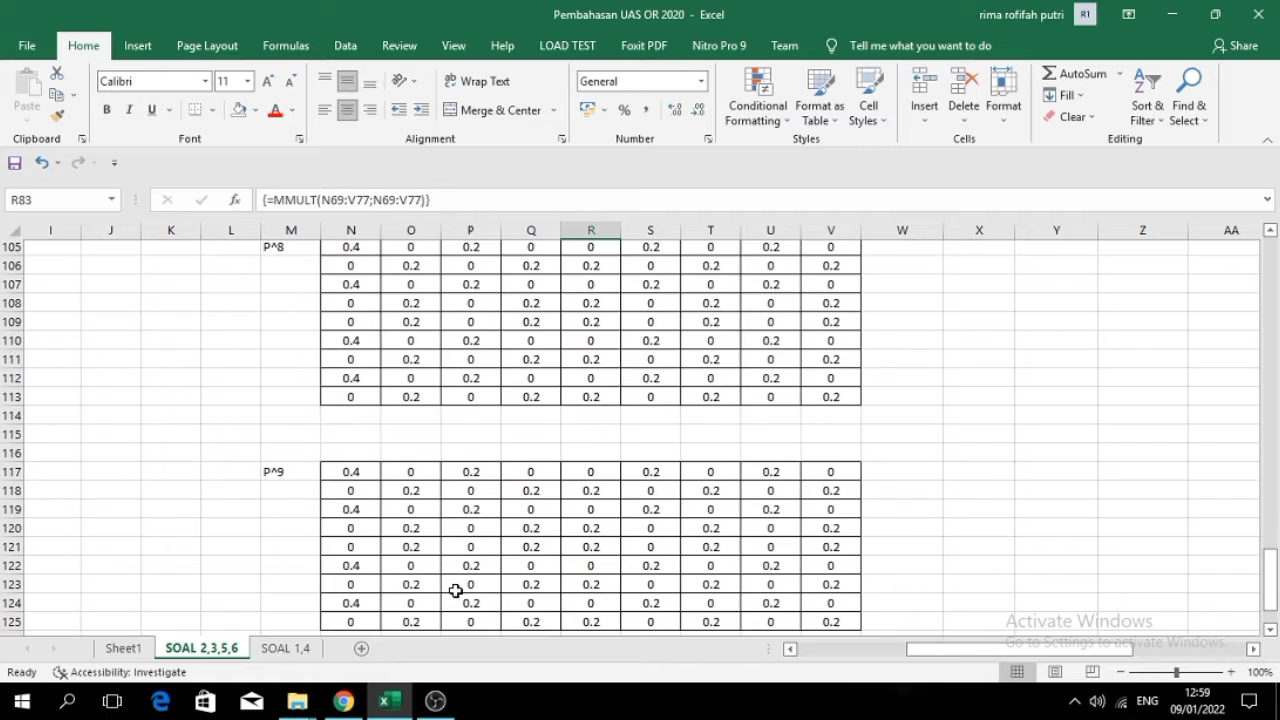 Pembahasan UAS OR 2020 - Excel
rima rofifah putri
R1
File Home Insert Page Layout Formulas Data Review View Help LOAD TEST Foxit PDF Nitro Pro 9 Team Tell me what you want to do Share
Paste
Calibri 11
B I U
A A
Wrap Text
Merge & Center
General
% ,
Conditional Formatting
Format as Table
Cell Styles
Insert Delete Format
AutoSum
Fill
Clear
Sort & Filter
Find & Select
Clipboard Font Alignment Number Styles Cells Editing
R83 fx {=MMULT(N69:V77;N69:V77)}
I J K L M N O P Q R S T U V W X Y Z AA
105 P^8 0.4 0 0.2 0 0 0.2 0 0.2 0
106 0 0.2 0 0.2 0.2 0 0.2 0 0.2
107 0.4 0 0.2 0 0 0.2 0 0.2 0
108 0 0.2 0 0.2 0.2 0 0.2 0 0.2
109 0 0.2 0 0.2 0.2 0 0.2 0 0.2
110 0.4 0 0.2 0 0 0.2 0 0.2 0
111 0 0.2 0 0.2 0.2 0 0.2 0 0.2
112 0.4 0 0.2 0 0 0.2 0 0.2 0
113 0 0.2 0 0.2 0.2 0 0.2 0 0.2
114
115
116
117 P^9 0.4 0 0.2 0 0 0.2 0 0.2 0
118 0 0.2 0 0.2 0.2 0 0.2 0 0.2
119 0.4 0 0.2 0 0 0.2 0 0.2 0
120 0 0.2 0 0.2 0.2 0 0.2 0 0.2
121 0 0.2 0 0.2 0.2 0 0.2 0 0.2
122 0.4 0 0.2 0 0 0.2 0 0.2 0
123 0 0.2 0 0.2 0.2 0 0.2 0 0.2
124 0.4 0 0.2 0 0 0.2 0 0.2 0
125 0 0.2 0 0.2 0.2 0 0.2 0 0.2
Activate Windows
Go to Settings to activate Windows.
Sheet1 SOAL 2,3,5,6 SOAL 1,4
Ready Accessibility: Investigate 100%
ENG
12:59
09/01/2022